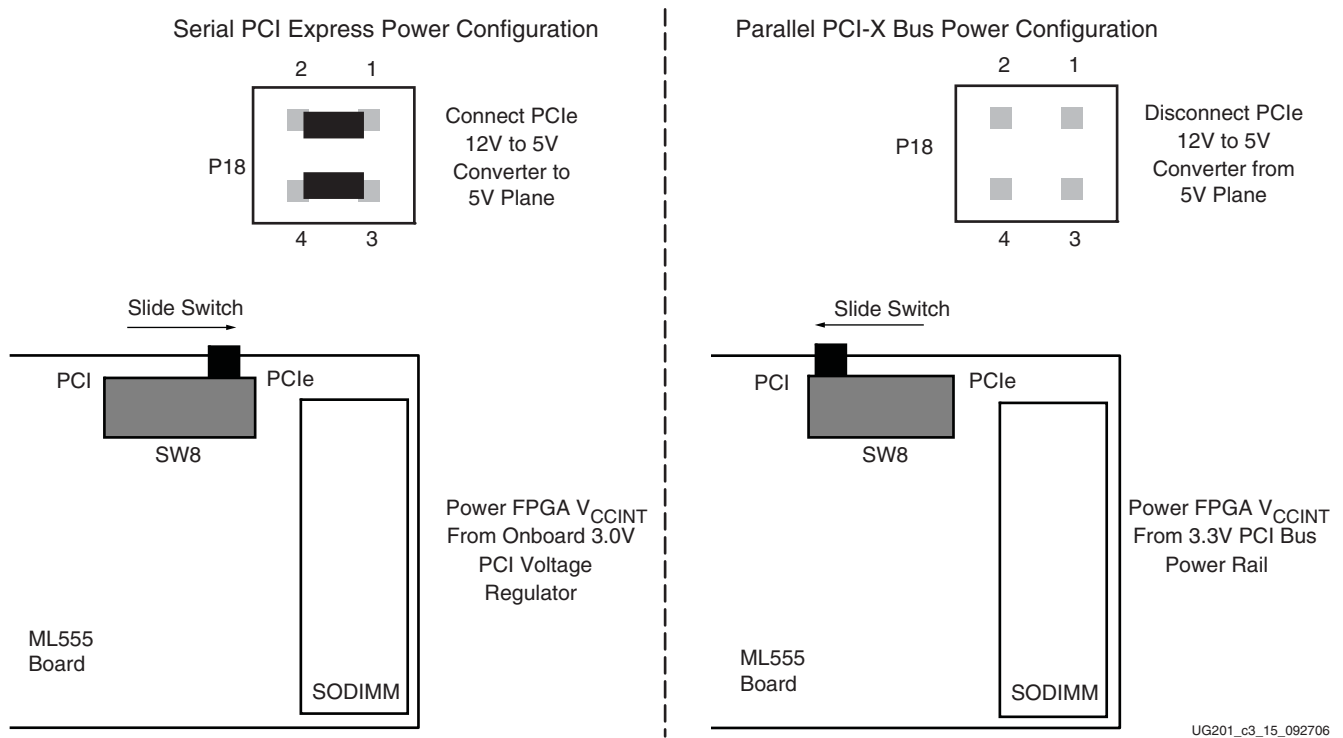 Serial PCI Express Power Configuration
2 1
P18
Connect PCIe
12V to 5V
Converter to
5V Plane
4 3
Slide Switch
PCI
PCIe
SW8
Power FPGA VCCINT
From Onboard 3.0V
PCI Voltage
Regulator
ML555
Board
SODIMM
Parallel PCI-X Bus Power Configuration
2 1
P18
Disconnect PCIe
12V to 5V
Converter from
5V Plane
4 3
Slide Switch
PCI
PCIe
SW8
Power FPGA VCCINT
From 3.3V PCI Bus
Power Rail
ML555
Board
SODIMM
UG201_c3_15_092706